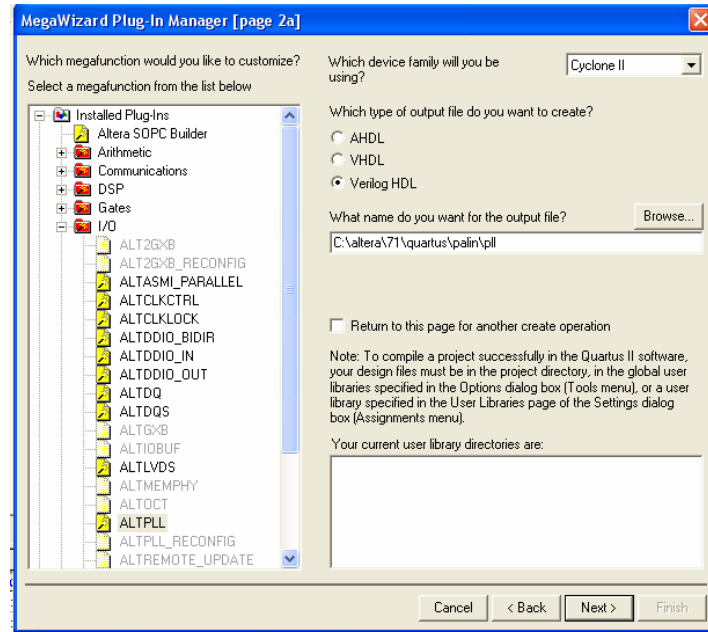 MegaWizard Plug-In Manager [page 2a]
Which megafunction would you like to customize?
Select a megafunction from the list below
Installed Plug-Ins
Altera SOPC Builder
Arithmetic
Communications
DSP
Gates
I/O
ALT2GXB
ALT2GXB_RECONFIG
ALTASMI_PARALLEL
ALTCLKCTRL
ALTCLKLOCK
ALTDDIO_BIDIR
ALTDDIO_IN
ALTDDIO_OUT
ALTDQ
ALTDQS
ALTGXB
ALTIOBUF
ALTLVDS
ALTMEMPHY
ALTOCT
ALTPLL
ALTPLL_RECONFIG
ALTREMOTE_UPDATE
Which device family will you be
using?
Cyclone II
Which type of output file do you want to create?
AHDL
VHDL
Verilog HDL
What name do you want for the output file?
Browse...
C:\altera\71\quartus\palin\pll
Return to this page for another create operation
Note: To compile a project successfully in the Quartus II software,
your design files must be in the project directory, in the global user
libraries specified in the Options dialog box (Tools menu), or a user
library specified in the User Libraries page of the Settings dialog
box (Assignments menu).
Your current user library directories are:
Cancel
< Back
Next >
Finish